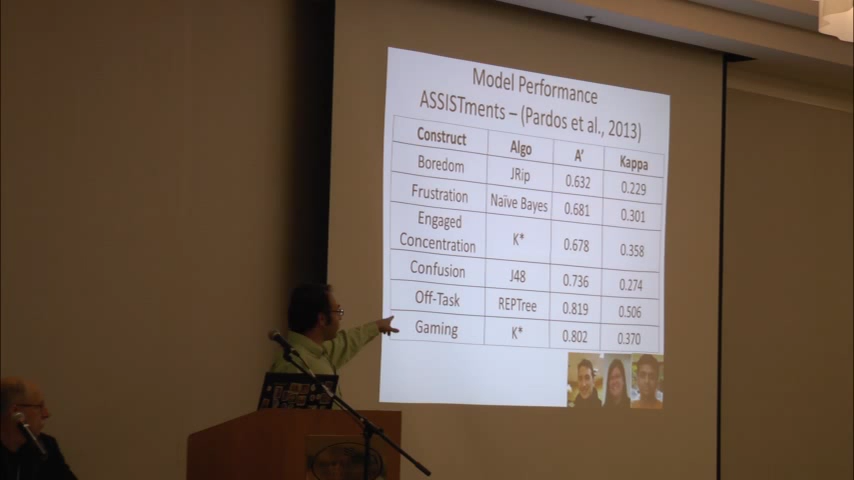 Model Performance
ASSISTments – (Pardos et al., 2013)
Construct Algo A' Kappa
Boredom JRip 0.632 0.229
Frustration Naïve Bayes 0.681 0.301
Engaged
Concentration K* 0.678 0.358
Confusion J48 0.736 0.274
Off-Task REPTree 0.819 0.506
Gaming K* 0.802 0.370